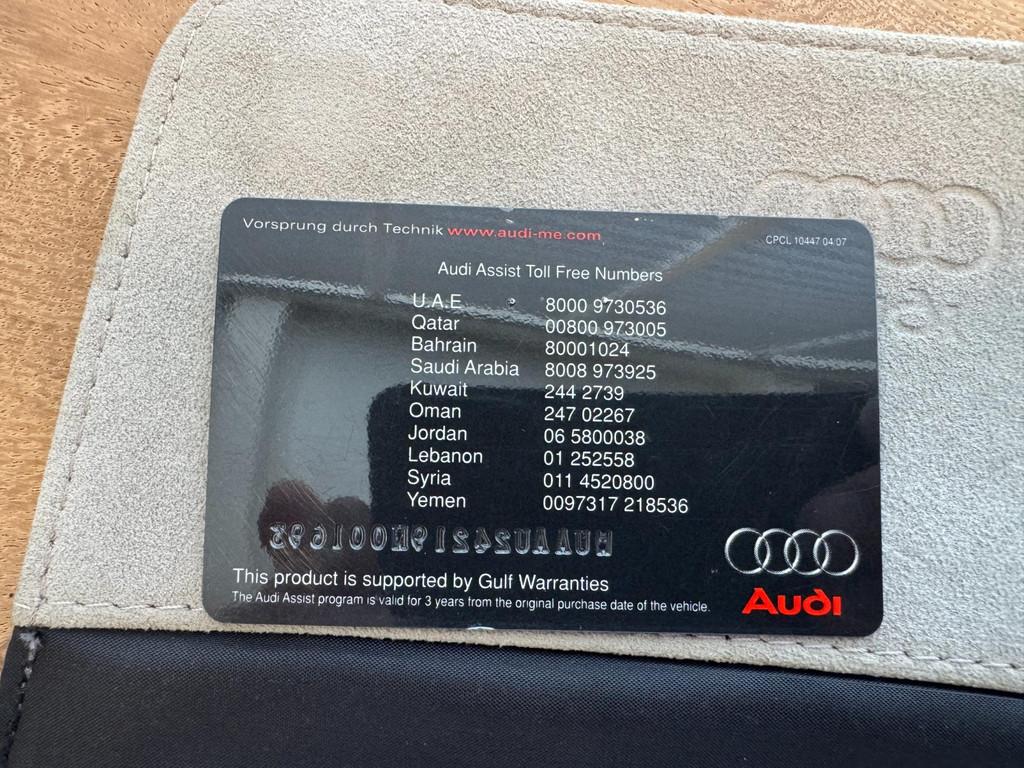 Vorsprung durch Technik www.audi-me.com
CPCL 10447 04/07
Audi Assist Toll Free Numbers
U.A.E 8000 9730536
Qatar 00800 973005
Bahrain 80001024
Saudi Arabia 8008 973925
Kuwait 244 2739
Oman 247 02267
Jordan 06 5800038
Lebanon 01 252558
Syria 011 4520800
Yemen 0097317 218536
This product is supported by Gulf Warranties
The Audi Assist program is valid for 3 years from the original purchase date of the vehicle.
Audi